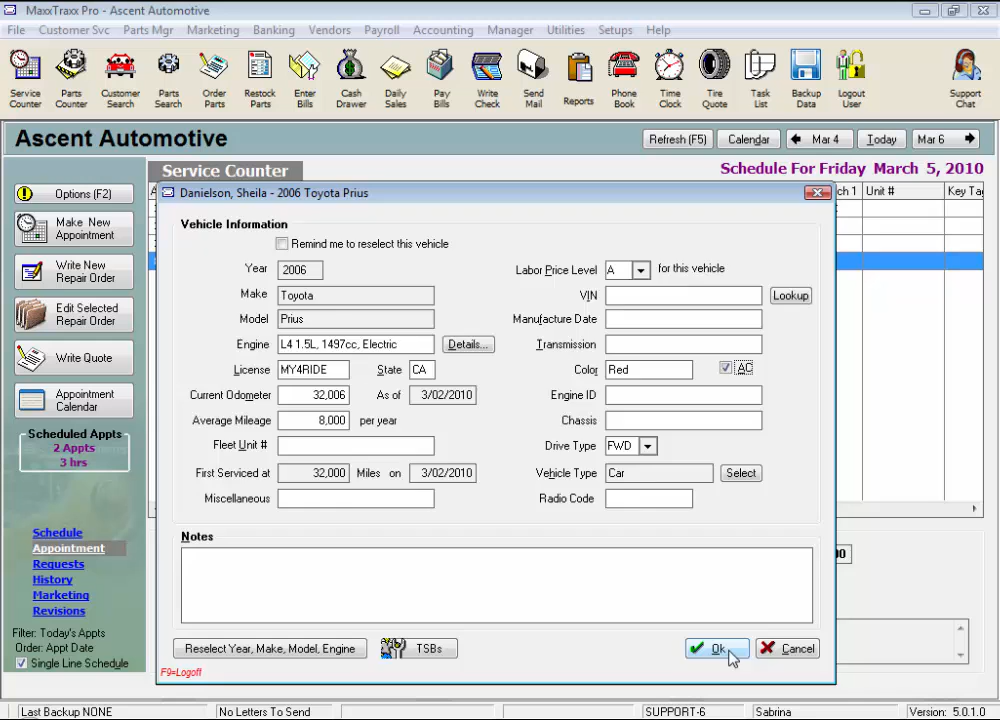 MaxxTraxx Pro - Ascent Automotive
File Customer Svc Parts Mgr Marketing Banking Vendors Payroll Accounting Manager Utilities Setups Help
Service Counter
Parts Counter
Customer Search
Parts Search
Order Parts
Restock Parts
Enter Bills
Cash Drawer
Daily Sales
Pay Bills
Write Check
Send Mail
Reports
Phone Book
Time Clock
Tire Quote
Task List
Backup Data
Logout User
Support Chat
Ascent Automotive
Refresh (F5) Calendar Mar 4 Today Mar 6
Service Counter
Schedule For Friday March 5, 2010
ch 1 Unit # Key Tag
Options (F2)
Make New Appointment
Write New Repair Order
Edit Selected Repair Order
Write Quote
Appointment Calendar
Scheduled Appts
2 Appts
3 hrs
Schedule
Appointment
Requests
History
Marketing
Revisions
Filter: Today's Appts
Order: Appt Date
Single Line Schedule
Danielson, Sheila - 2006 Toyota Prius
Vehicle Information
Remind me to reselect this vehicle
Year 2006 Labor Price Level A for this vehicle
Make Toyota VIN Lookup
Model Prius Manufacture Date
Engine L4 1.5L, 1497cc, Electric Details... Transmission
License MY4RIDE State CA Color Red AC
Current Odometer 32,006 As of 3/02/2010 Engine ID
Average Mileage 8,000 per year Chassis
Fleet Unit # Drive Type FWD
First Serviced at 32,000 Miles on 3/02/2010 Vehicle Type Car Select
Miscellaneous Radio Code
Notes
Reselect Year, Make, Model, Engine TSBs Ok Cancel
F9=Logoff
Last Backup NONE No Letters To Send SUPPORT-6 Sabrina Version: 5.0.1.0